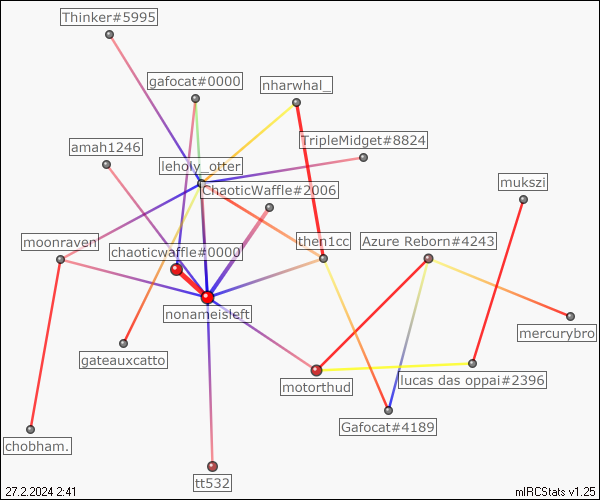 Thinker#5995
gafocat#0000
nharwhal_
TripleMidget#8824
amah1246
leholy_otter
mukszi
ChaoticWaffle#2006
moonraven
then1cc
Azure Reborn#4243
chaoticwaffle#0000
nonameisleft
mercurybro
gateauxcatto
motorthud
lucas das oppai#2396
Gafocat#4189
chobham.
tt532
27.2.2024 2:41
mIRCStats v1.25